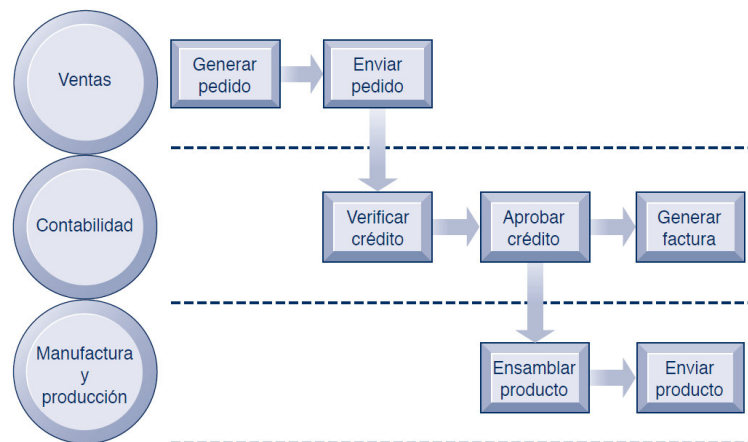 Ventas
Generar
pedido
Enviar
pedido
Contabilidad
Verificar
crédito
Aprobar
crédito
Generar
factura
Manufactura
y
producción
Ensamblar
producto
Enviar
producto